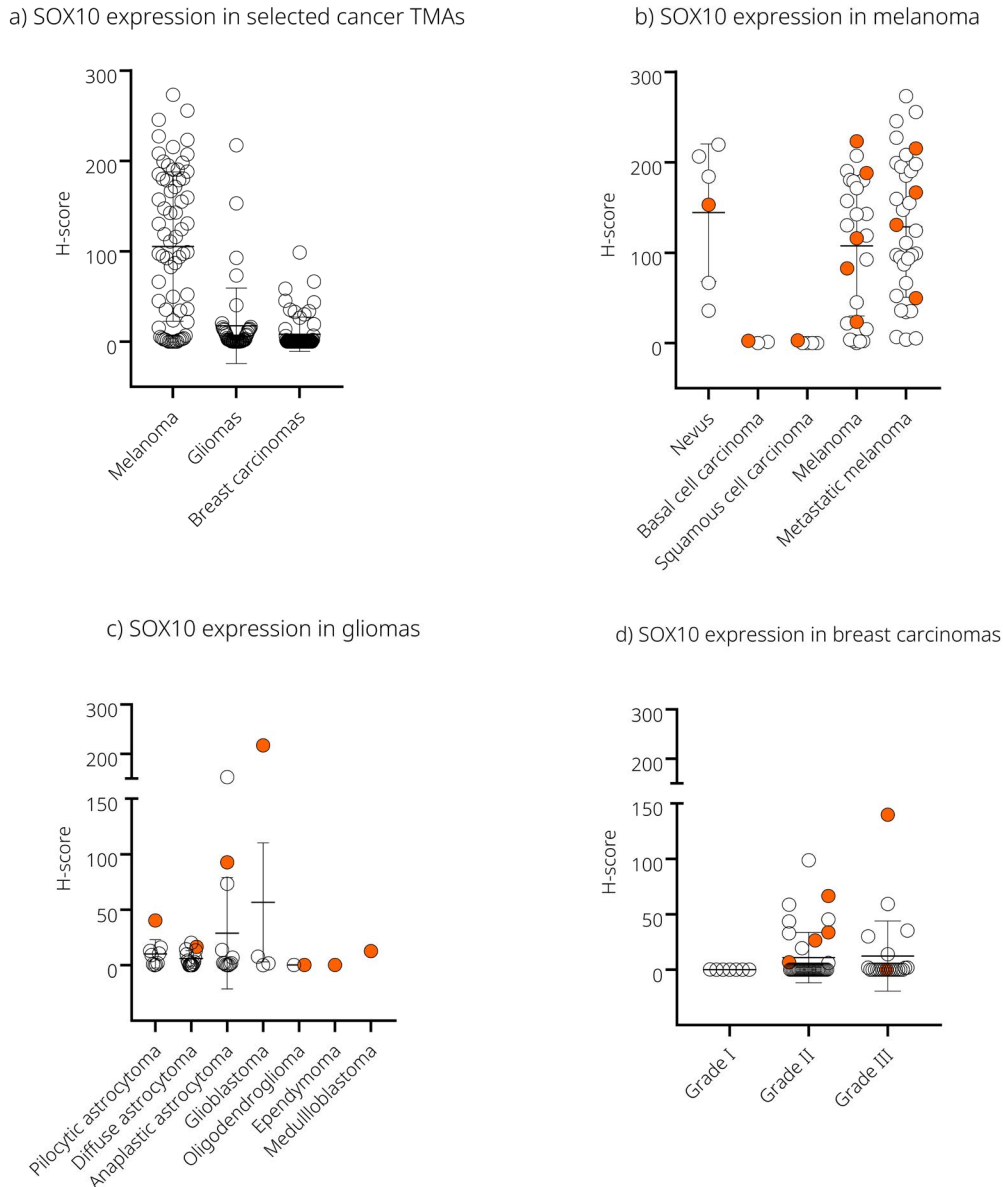 a) SOX10 expression in selected cancer TMAs
300
200
100
0
H-score
Melanoma
Gliomas
Breast carcinomas
b) SOX10 expression in melanoma
300
200
100
0
H-score
Nevus
Basal cell carcinoma
Squamous cell carcinoma
Melanoma
Metastatic melanoma
c) SOX10 expression in gliomas
300
200
150
100
50
0
H-score
Pilocytic astrocytoma
Diffuse astrocytoma
Anaplastic astrocytoma
Glioblastoma
Oligodendroglioma
Ependymoma
Medullloblastoma
d) SOX10 expression in breast carcinomas
300
200
150
100
50
0
H-score
Grade I
Grade II
Grade III